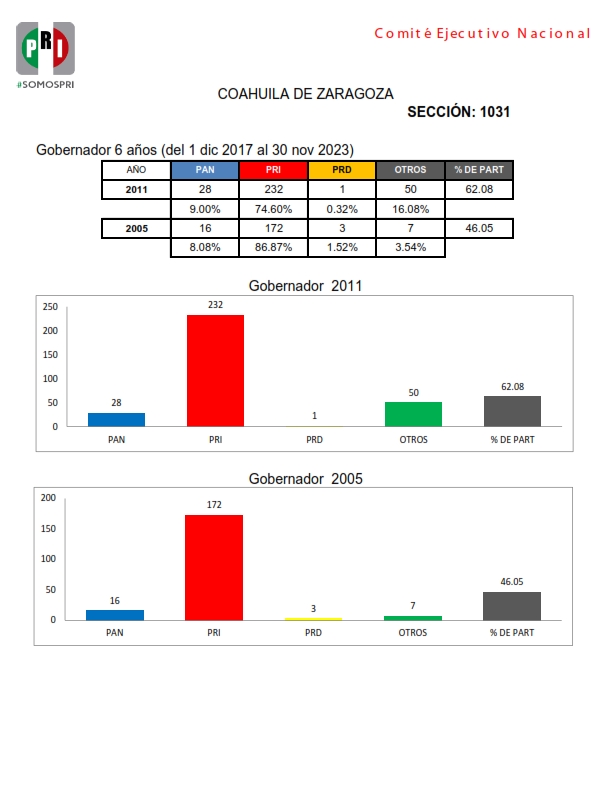 Comité Ejecutivo Nacional
PRI
#SOMOSPRI
COAHUILA DE ZARAGOZA
SECCIÓN: 1031
Gobernador 6 años (del 1 dic 2017 al 30 nov 2023)
AÑO PAN PRI PRD OTROS % DE PART
2011 28 232 1 50 62.08
9.00% 74.60% 0.32% 16.08%
2005 16 172 3 7 46.05
8.08% 86.87% 1.52% 3.54%
Gobernador 2011
250
200
150
100
50
0
28 232 1 50 62.08
PAN PRI PRD OTROS % DE PART
Gobernador 2005
200
150
100
50
0
16 172 3 7 46.05
PAN PRI PRD OTROS % DE PART